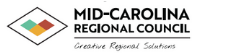 MID-CAROLINA
REGIONAL COUNCIL
Creative Regional Solutions